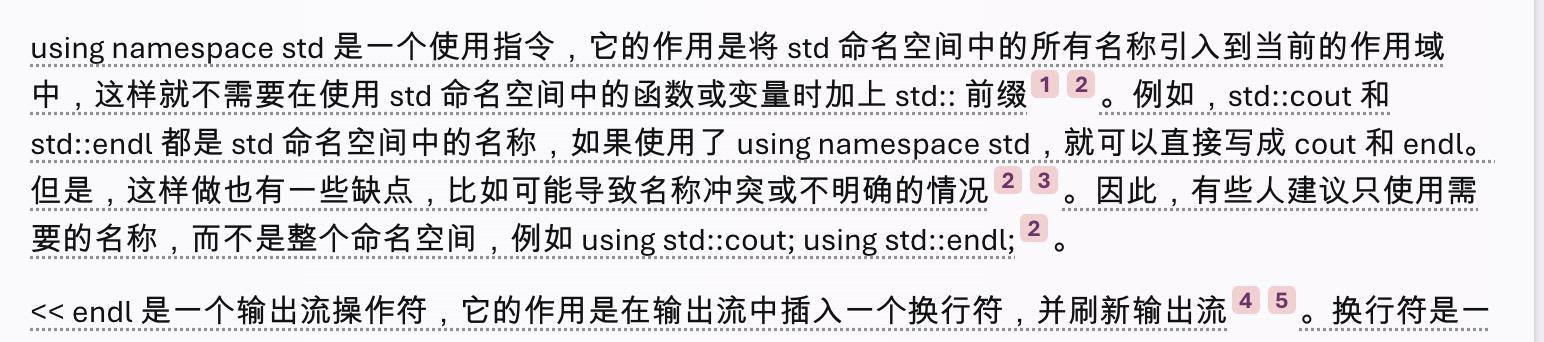 using namespace std 是一个使用指令，它的作用是将 std 命名空间中的所有名称引入到当前的作用域
中，这样就不需要在使用 std 命名空间中的函数或变量时加上 std:: 前缀 1 2 。例如，std::cout 和
std::endl 都是 std 命名空间中的名称，如果使用了 using namespace std，就可以直接写成 cout 和 endl。
但是，这样做也有一些缺点，比如可能导致名称冲突或不明确的情况 2 3 。因此，有些人建议只使用需
要的名称，而不是整个命名空间，例如 using std::cout; using std::endl; 2 。
<< endl 是一个输出流操作符，它的作用是在输出流中插入一个换行符，并刷新输出流 4 5 。换行符是一